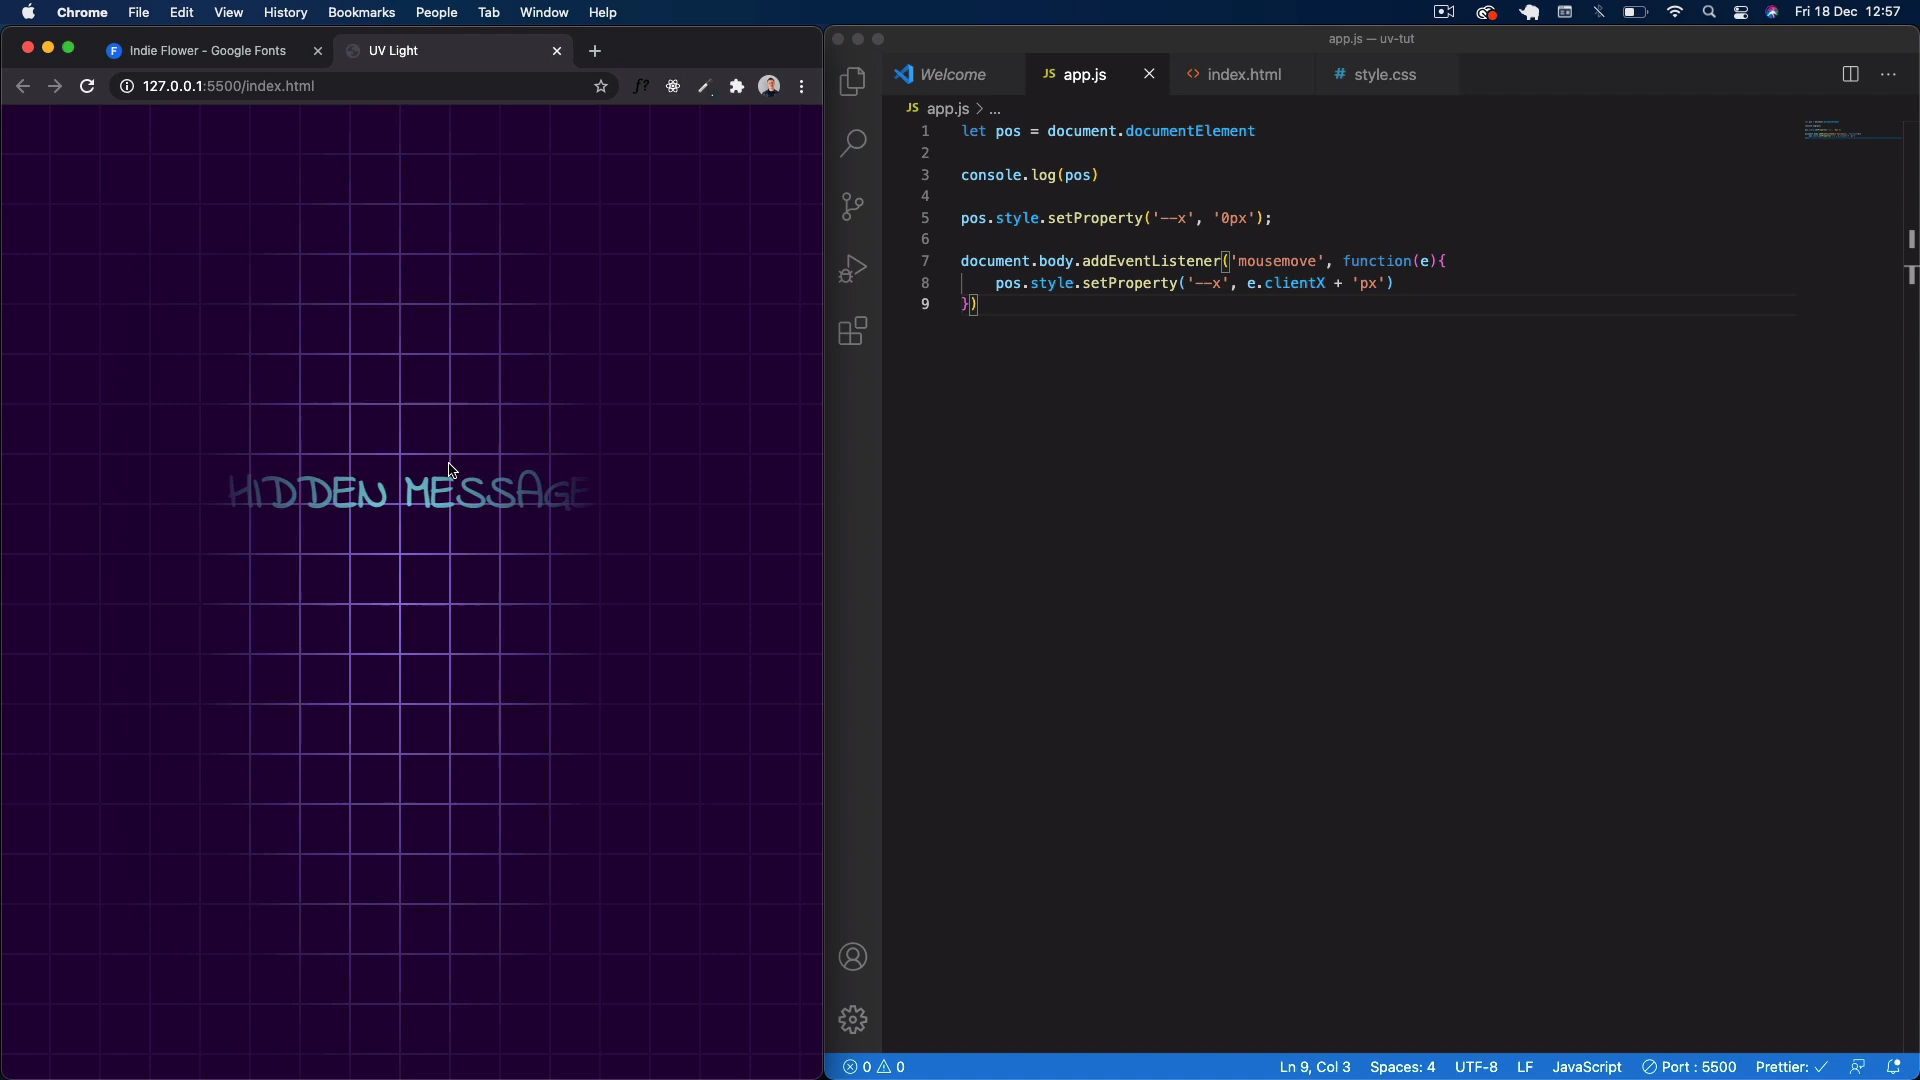 Chrome File Edit View History Bookmarks People Tab Window Help Fri 18 Dec 12:57
Indie Flower - Google Fonts UV Light
127.0.0.1:5500/index.html
HIDDEN MESSAGE
app.js — uv-tut
Welcome JS app.js index.html # style.css
JS app.js > ...
1 let pos = document.documentElement
2
3 console.log(pos)
4
5 pos.style.setProperty('--x', '0px');
6
7 document.body.addEventListener('mousemove', function(e){
8 pos.style.setProperty('--x', e.clientX + 'px')
9 })
0 0 Ln 9, Col 3 Spaces: 4 UTF-8 LF JavaScript Port : 5500 Prettier: ✓